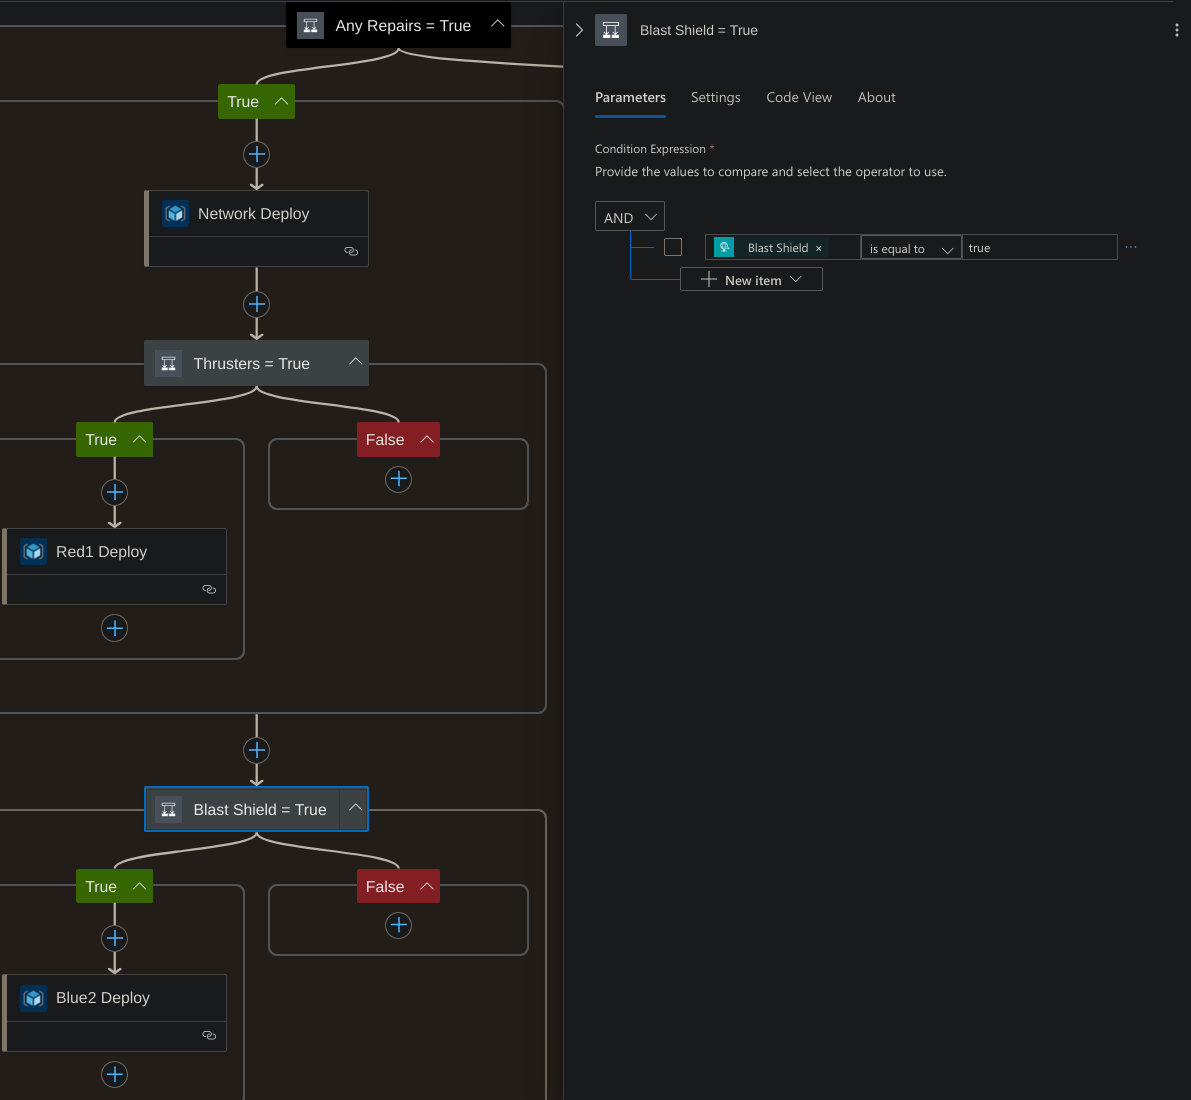 Any Repairs = True
True
Network Deploy
Thrusters = True
True
False
Red1 Deploy
Blast Shield = True
True
False
Blue2 Deploy
Blast Shield = True
Parameters Settings Code View About
Condition Expression *
Provide the values to compare and select the operator to use.
AND
Blast Shield × is equal to true
New item